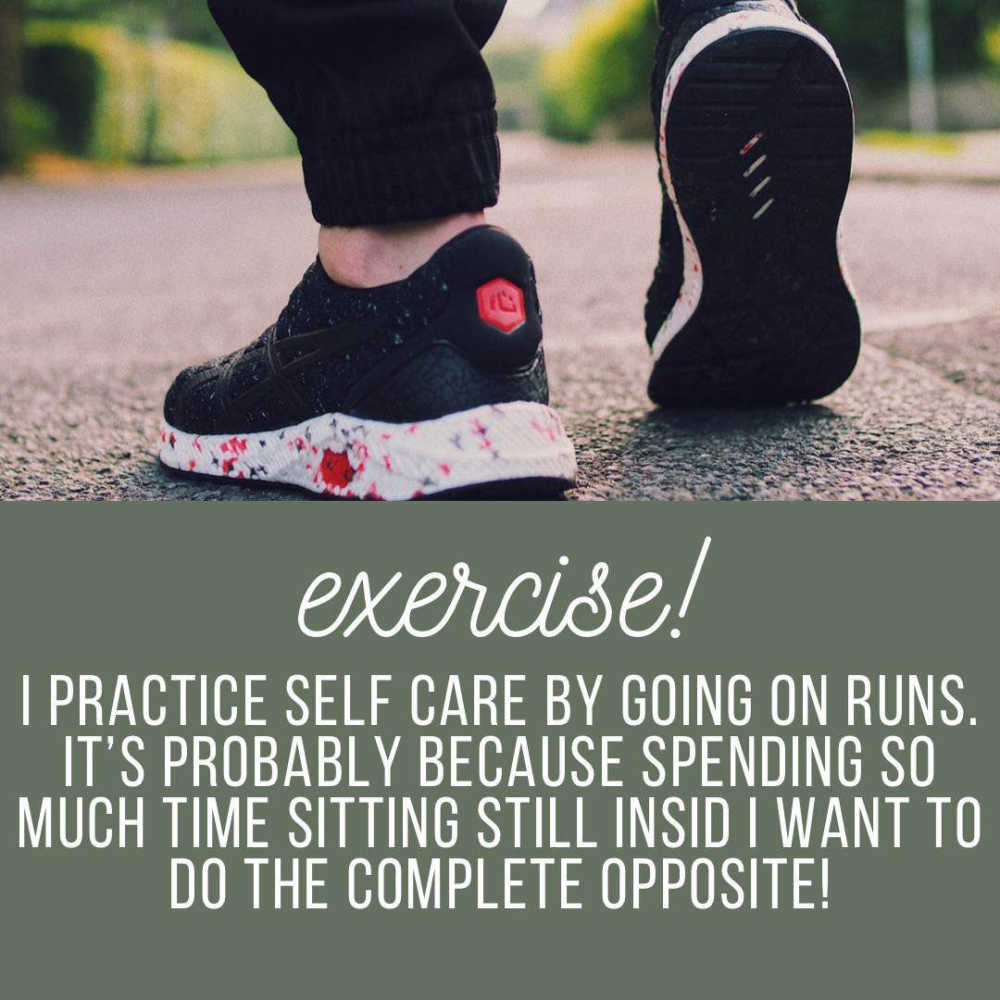 exercise!
I PRACTICE SELF CARE BY GOING ON RUNS.
IT'S PROBABLY BECAUSE SPENDING SO
MUCH TIME SITTING STILL INSID I WANT TO
DO THE COMPLETE OPPOSITE!